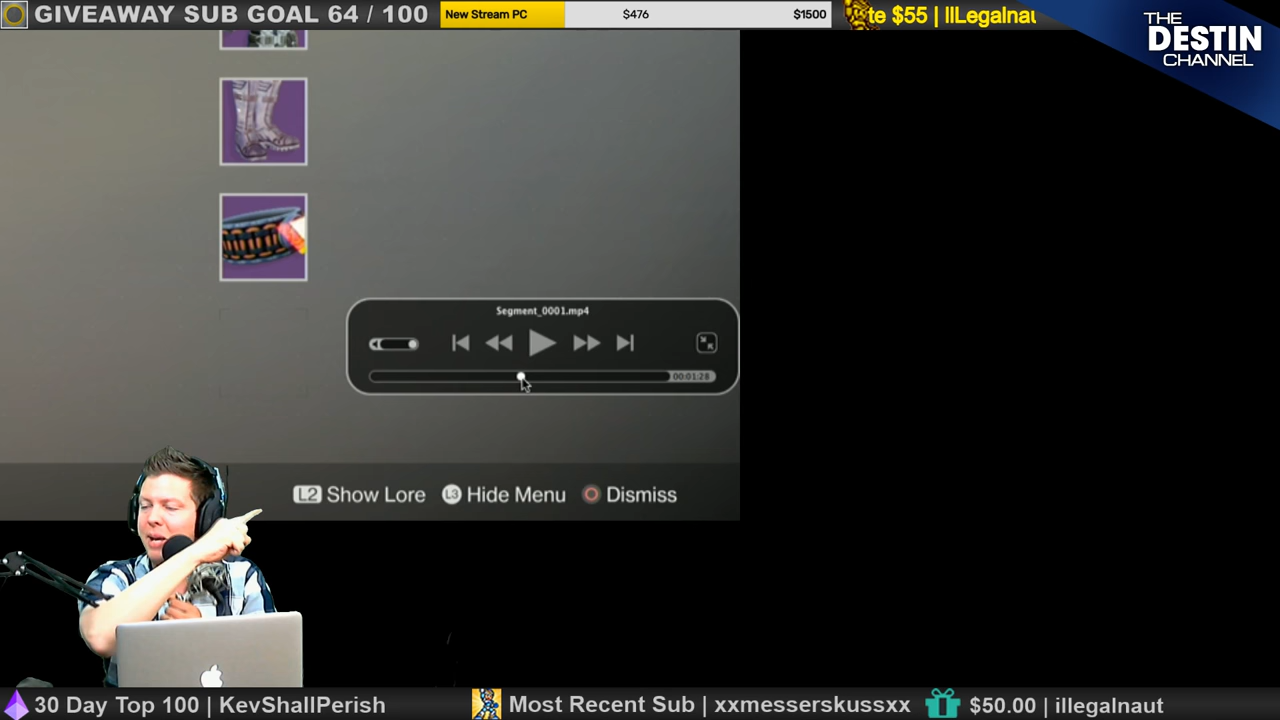 GIVEAWAY SUB GOAL 64 / 100
New Stream PC $476 $1500
te $55 | IlLegalnau
THE
DESTIN
CHANNEL
Segment_0001.mp4
00:01:28
L2 Show Lore L3 Hide Menu Dismiss
30 Day Top 100 | KevShallPerish
Most Recent Sub | xxmesserskussxx
$50.00 | illegalnaut